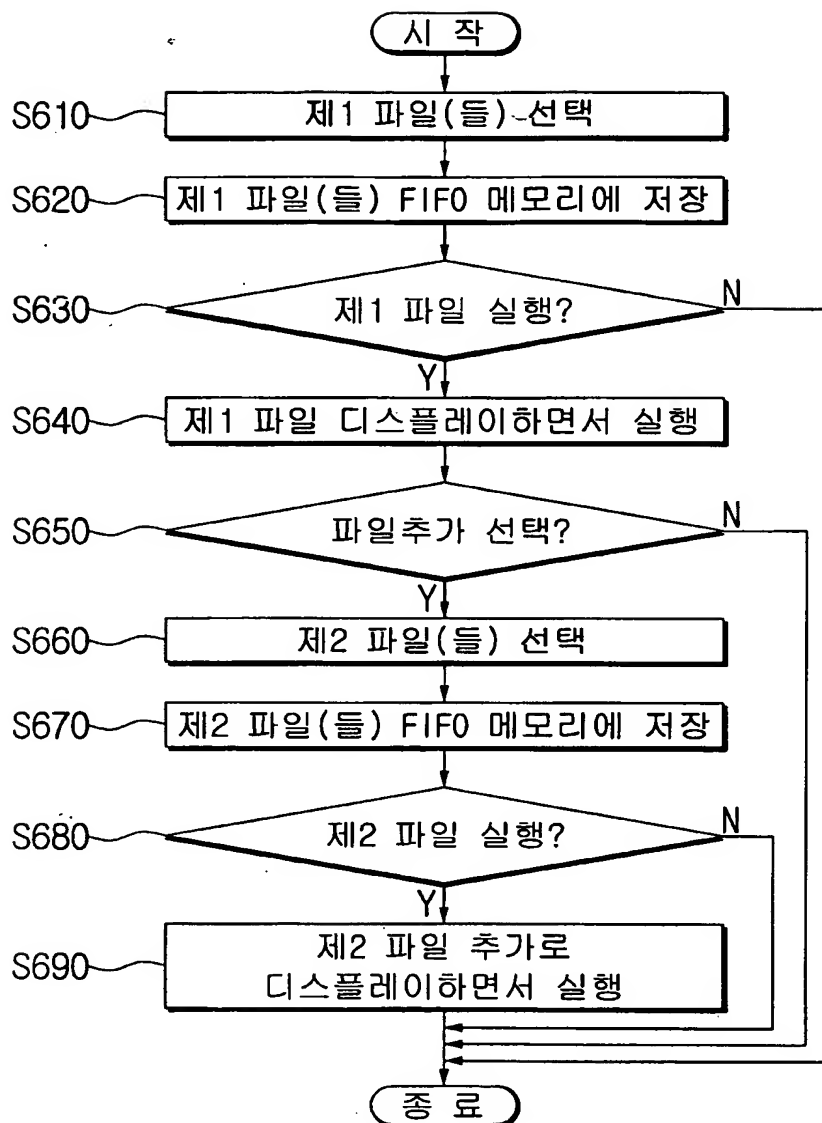 시 작
S610
제1 파일(들) 선택
S620
제1 파일(들) FIFO 메모리에 저장
S630
제1 파일 실행?
N
Y
S640
제1 파일 디스플레이하면서 실행
S650
파일추가 선택?
N
Y
S660
제2 파일(들) 선택
S670
제2 파일(들) FIFO 메모리에 저장
S680
제2 파일 실행?
N
Y
S690
제2 파일 추가로
디스플레이하면서 실행
종 료